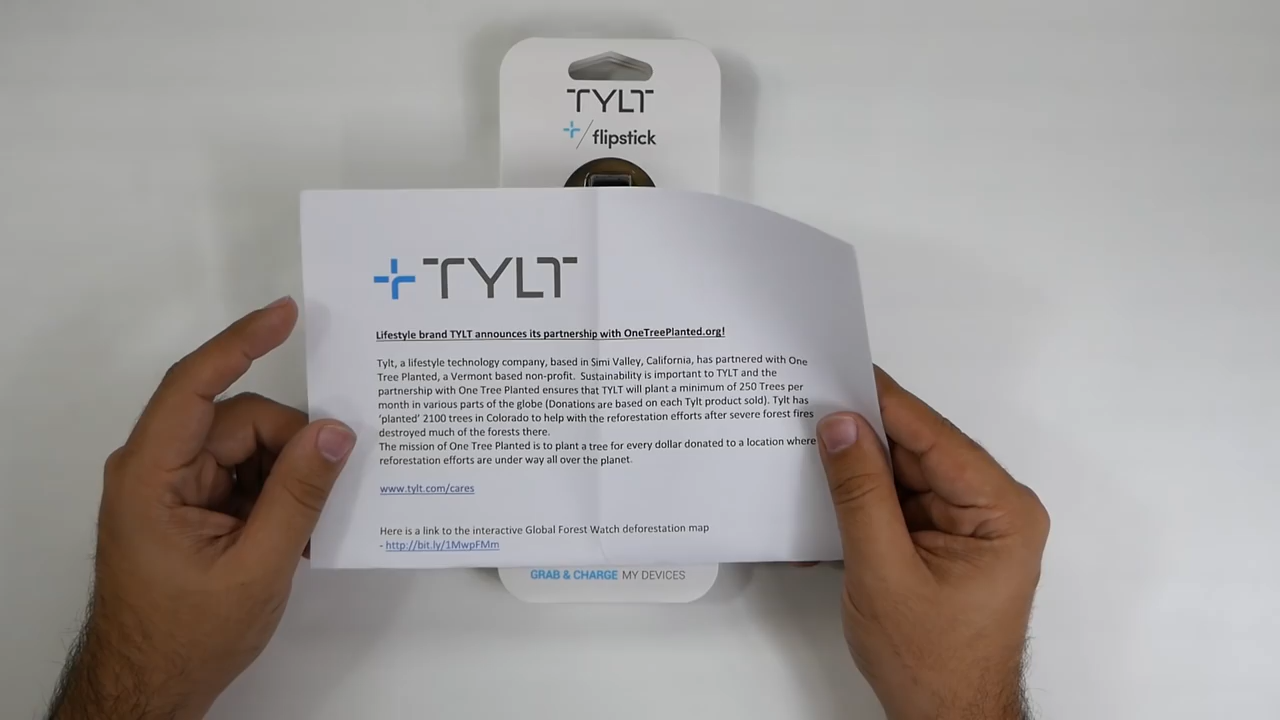 TYLT
/flipstick
TYLT
Lifestyle brand TYLT announces its partnership with OneTreePlanted.org!
Tylt, a lifestyle technology company, based in Simi Valley, California, has partnered with One
Tree Planted, a Vermont based non-profit. Sustainability is important to TYLT and the
partnership with One Tree Planted ensures that TYLT will plant a minimum of 250 Trees per
month in various parts of the globe (Donations are based on each Tylt product sold). Tylt has
'planted' 2100 trees in Colorado to help with the reforestation efforts after severe forest fires
destroyed much of the forests there.
The mission of One Tree Planted is to plant a tree for every dollar donated to a location where
reforestation efforts are under way all over the planet.
www.tylt.com/cares
Here is a link to the interactive Global Forest Watch deforestation map
- http://bit.ly/1MwpFMm
GRAB & CHARGE MY DEVICES